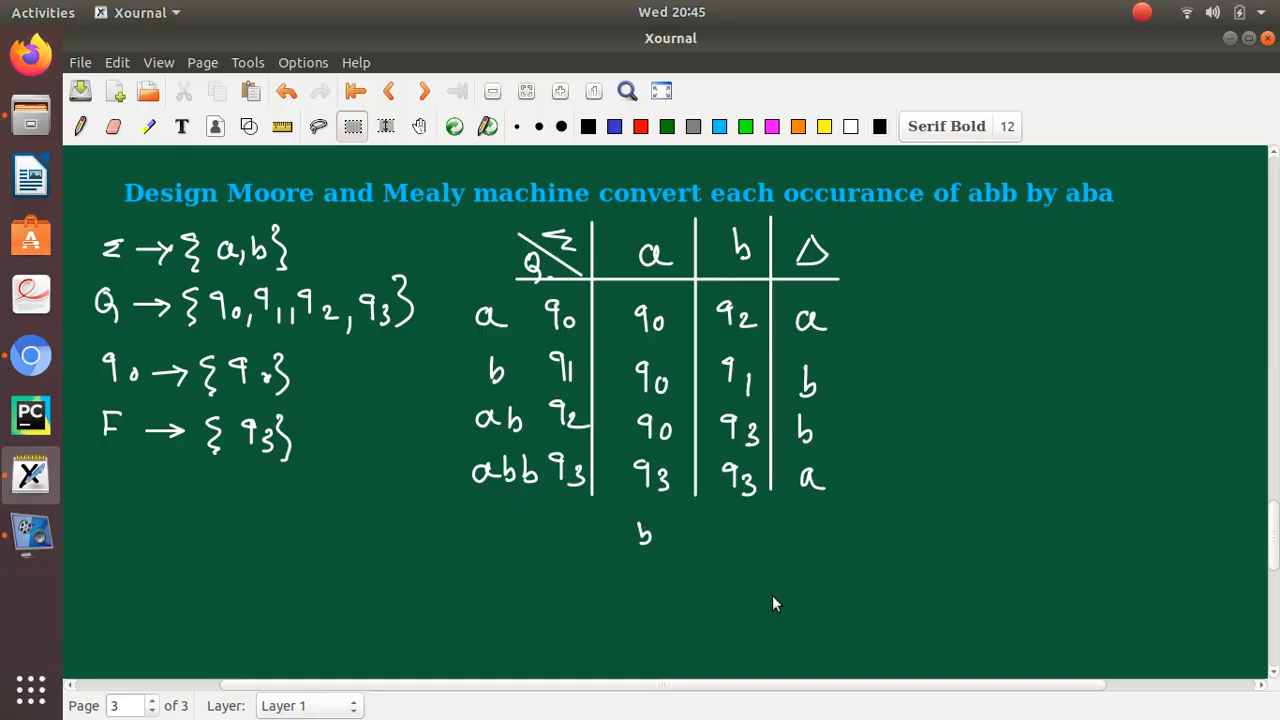 Activities Xournal Wed 20:45
Xournal
File Edit View Page Tools Options Help
T Serif Bold 12
Design Moore and Mealy machine convert each occurance of abb by aba
Σ → {a,b}
Q → {q0,q1,q2,q3}
q0 → {q0}
F → {q3}
Q Σ a b Δ
a q0 q0 q2 a
b q1 q0 q1 b
ab q2 q0 q3 b
abb q3 q3 q3 a
b
PC
Page 3 of 3 Layer: Layer 1